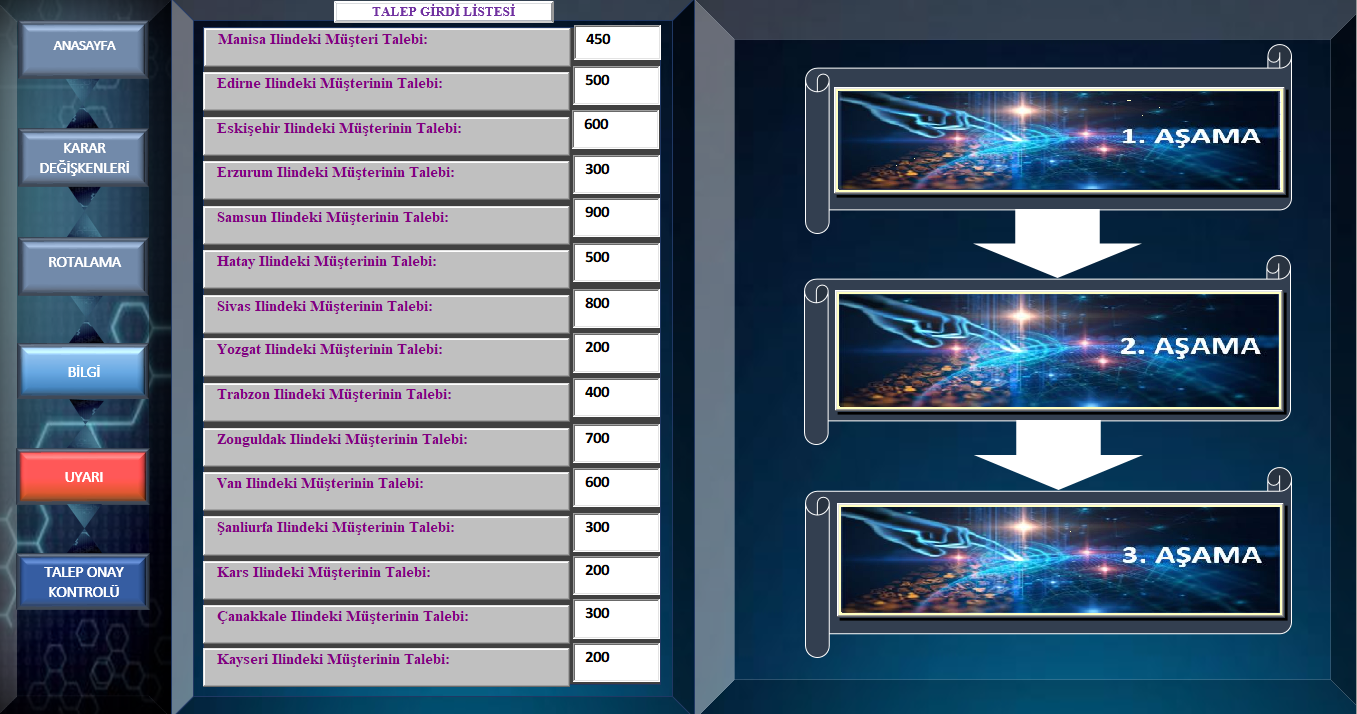 ANASAYFA
KARAR
DEĞİŞKENLERİ
ROTALAMA
BİLGİ
UYARI
TALEP ONAY
KONTROLÜ
TALEP GİRDİ LİSTESİ
Manisa Ilindeki Müşteri Talebi: 450
Edirne Ilindeki Müşterinin Talebi: 500
Eskişehir Ilindeki Müşterinin Talebi: 600
Erzurum Ilindeki Müşterinin Talebi: 300
Samsun Ilindeki Müşterinin Talebi: 900
Hatay Ilindeki Müşterinin Talebi: 500
Sivas Ilindeki Müşterinin Talebi: 800
Yozgat Ilindeki Müşterinin Talebi: 200
Trabzon Ilindeki Müşterinin Talebi: 400
Zonguldak Ilindeki Müşterinin Talebi: 700
Van Ilindeki Müşterinin Talebi: 600
Şanliurfa Ilindeki Müşterinin Talebi: 300
Kars Ilindeki Müşterinin Talebi: 200
Çanakkale Ilindeki Müşterinin Talebi: 300
Kayseri Ilindeki Müşterinin Talebi: 200
1. AŞAMA
2. AŞAMA
3. AŞAMA